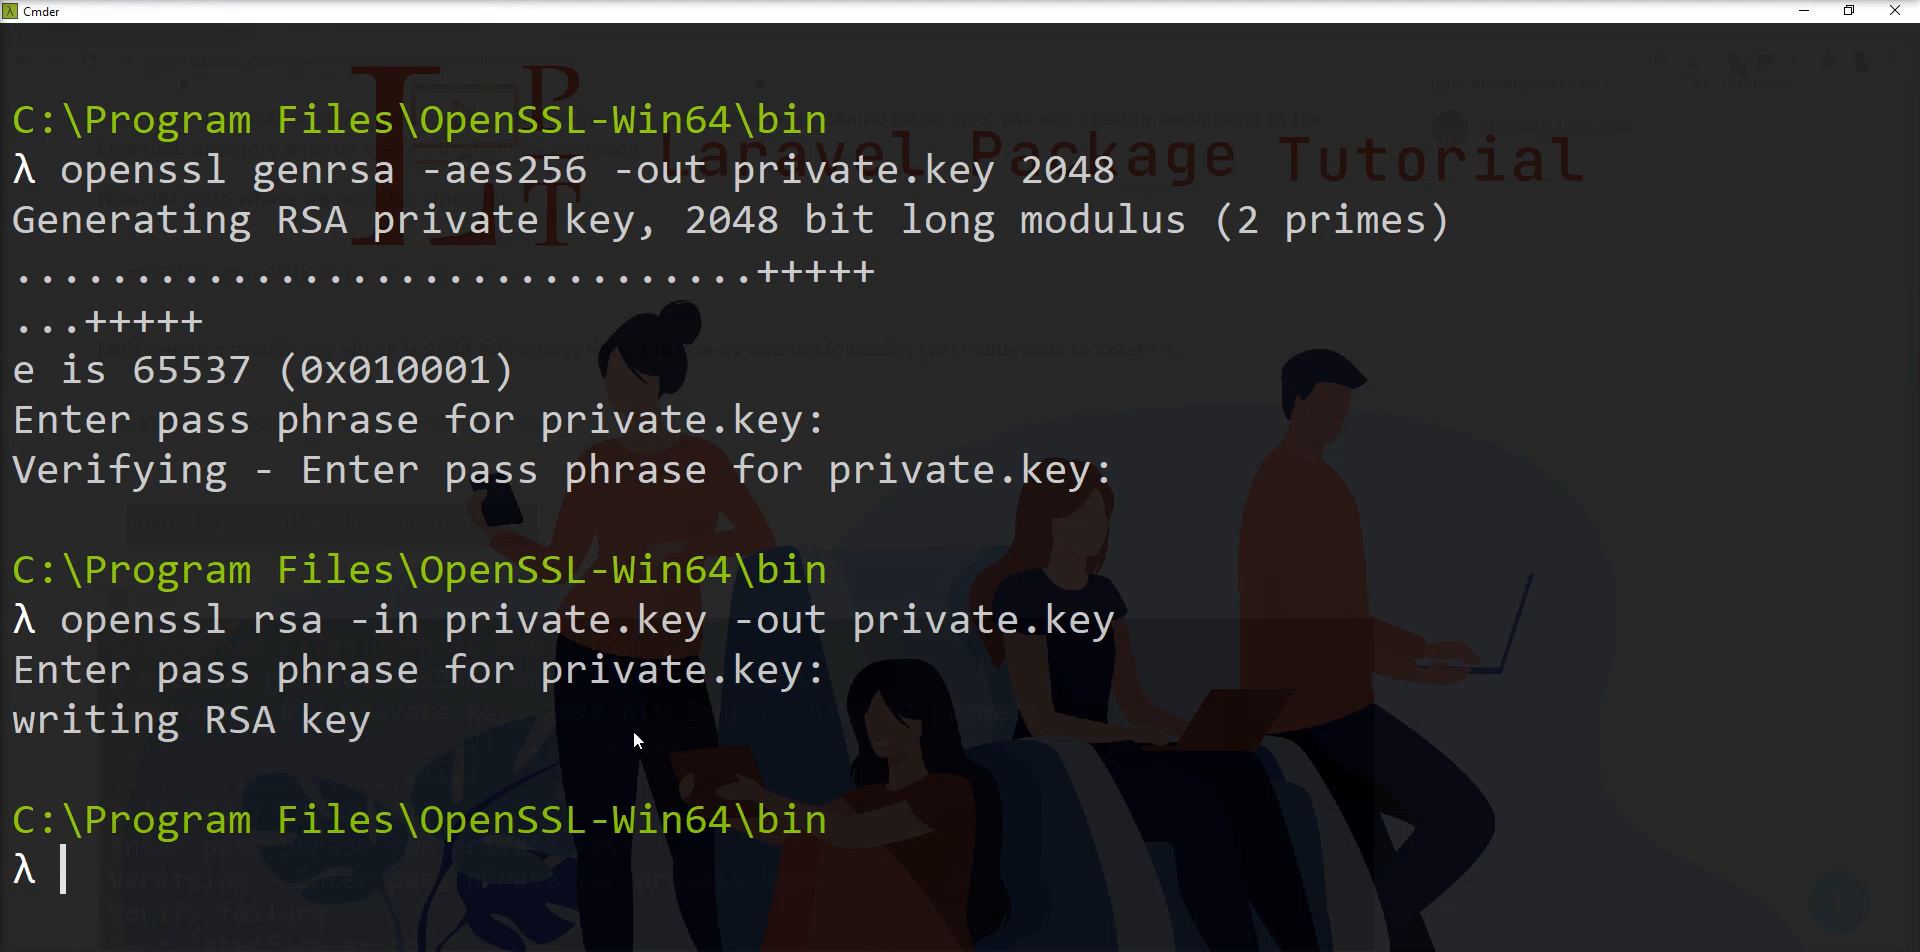 Cmder
C:\Program Files\OpenSSL-Win64\bin
λ openssl genrsa -aes256 -out private.key 2048
Laravel Package Tutorial
Generating RSA private key, 2048 bit long modulus (2 primes)
...............................+++++
...+++++
e is 65537 (0x010001)
Enter pass phrase for private.key:
Verifying - Enter pass phrase for private.key:
C:\Program Files\OpenSSL-Win64\bin
λ openssl rsa -in private.key -out private.key
Enter pass phrase for private.key:
writing RSA key
C:\Program Files\OpenSSL-Win64\bin
λ